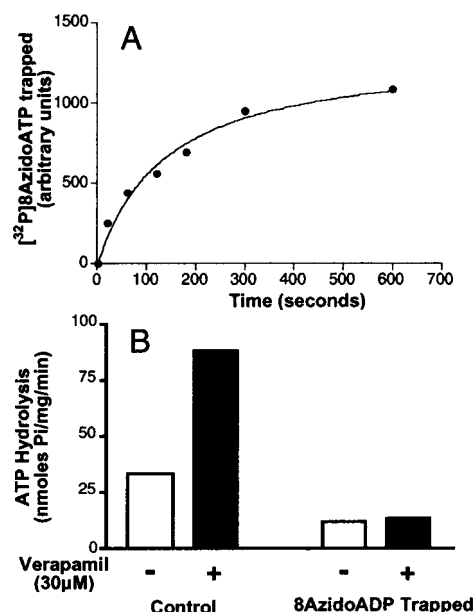 A
[³²P]8AzidoATP trapped
(arbitrary units)
1500
1000
500
0
0 100 200 300 400 500 600 700
Time (seconds)
B
ATP Hydrolysis
(nmoles Pi/mg/min)
100
75
50
25
0
Verapamil - + - +
(30µM)
Control 8AzidoADP Trapped